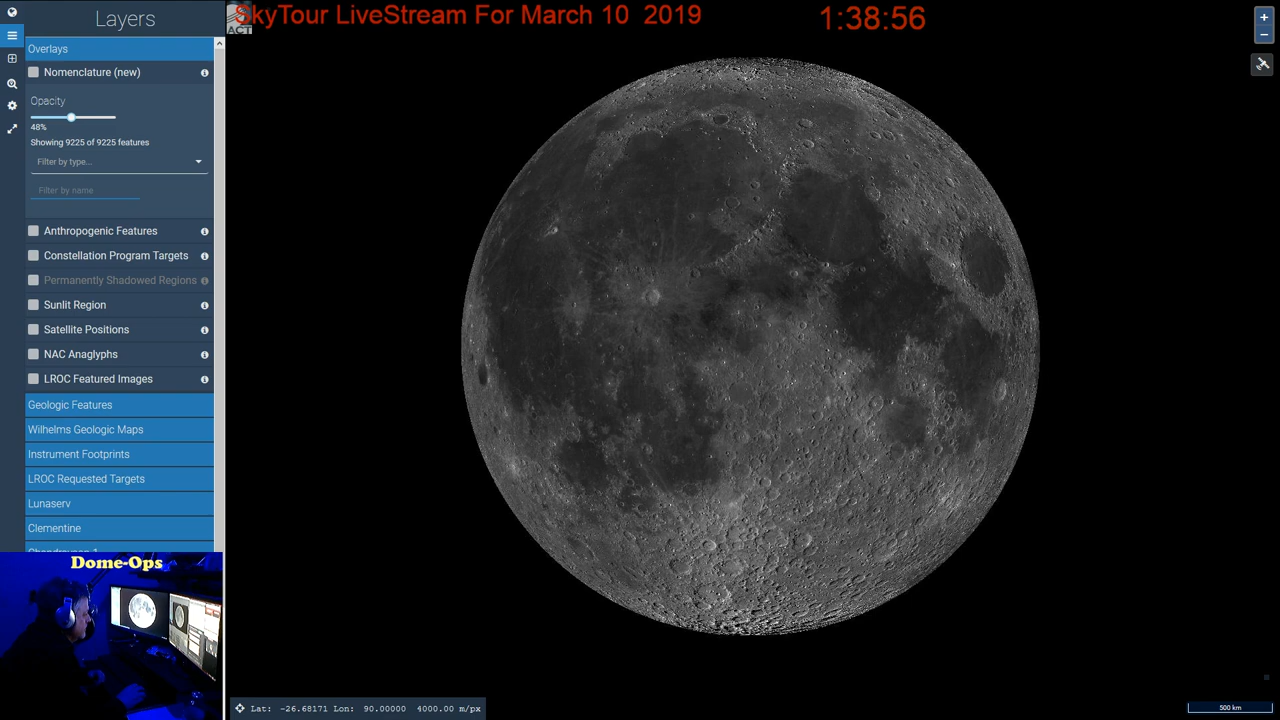 Layers
ACT
SkyTour LiveStream For March 10 2019
1:38:56
Overlays
Nomenclature (new)
Opacity
48%
Showing 9225 of 9225 features
Filter by type...
Filter by name
Anthropogenic Features
Constellation Program Targets
Permanently Shadowed Regions
Sunlit Region
Satellite Positions
NAC Anaglyphs
LROC Featured Images
Geologic Features
Wilhelms Geologic Maps
Instrument Footprints
LROC Requested Targets
Lunaserv
Clementine
Dome-Ops
Lat: -26.68171 Lon: 90.00000 4000.00 m/px
500 km